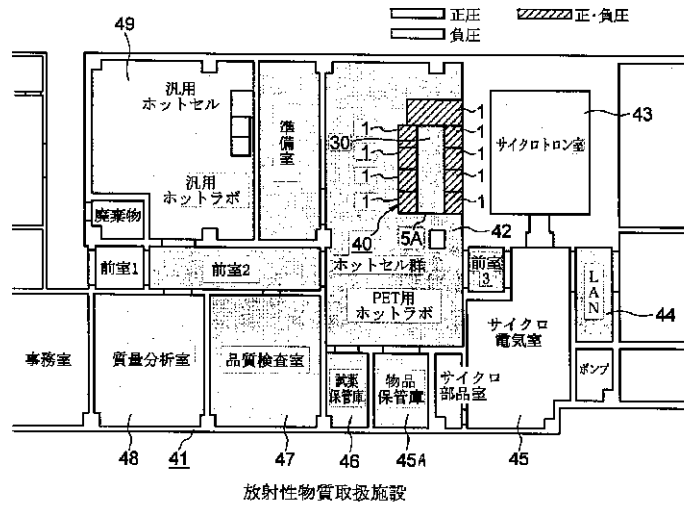 正圧
正・負圧
負圧
49
汎用
ホットセル
準
備
室
30
1
1
1
1
1
1
1
1
1
サイクロトロン室
43
汎用
ホットラボ
廃棄物
40
5A
42
ホットセル群
前室1
前室2
前室
3
LAN
44
PET用
ホットラボ
サイクロ
電気室
事務室
質量分析室
品質検査室
試薬
保管庫
物品
保管庫
サイクロ
部品室
ポンプ
48
41
47
46
45A
45
放射性物質取扱施設